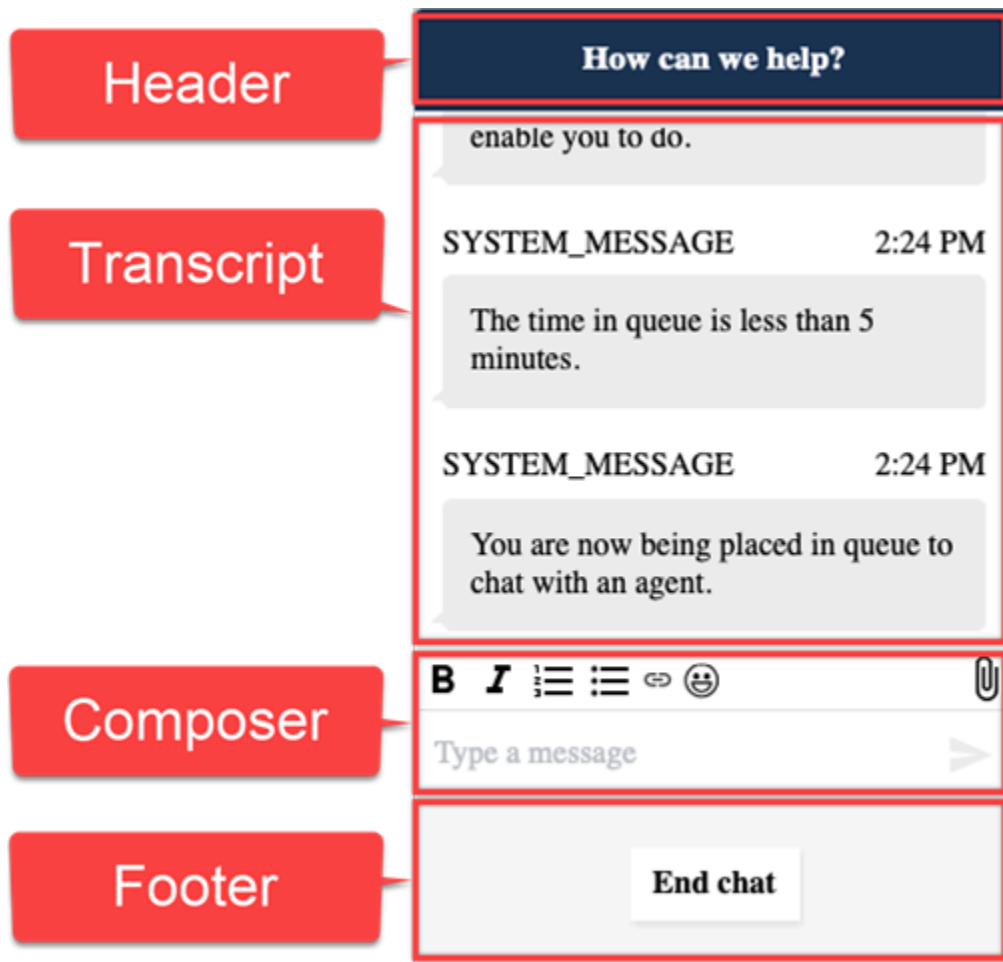 Header
How can we help?
enable you to do.
Transcript
SYSTEM_MESSAGE 2:24 PM
The time in queue is less than 5
minutes.
SYSTEM_MESSAGE 2:24 PM
You are now being placed in queue to
chat with an agent.
Composer
B I
Type a message
Footer
End chat